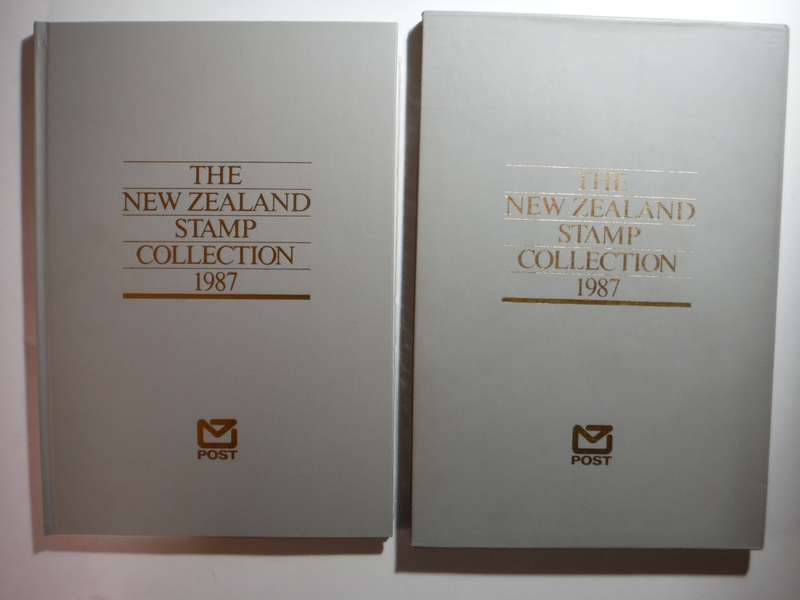 THE
NEW ZEALAND
STAMP
COLLECTION
1987
POST
THE
NEW ZEALAND
STAMP
COLLECTION
1987
POST